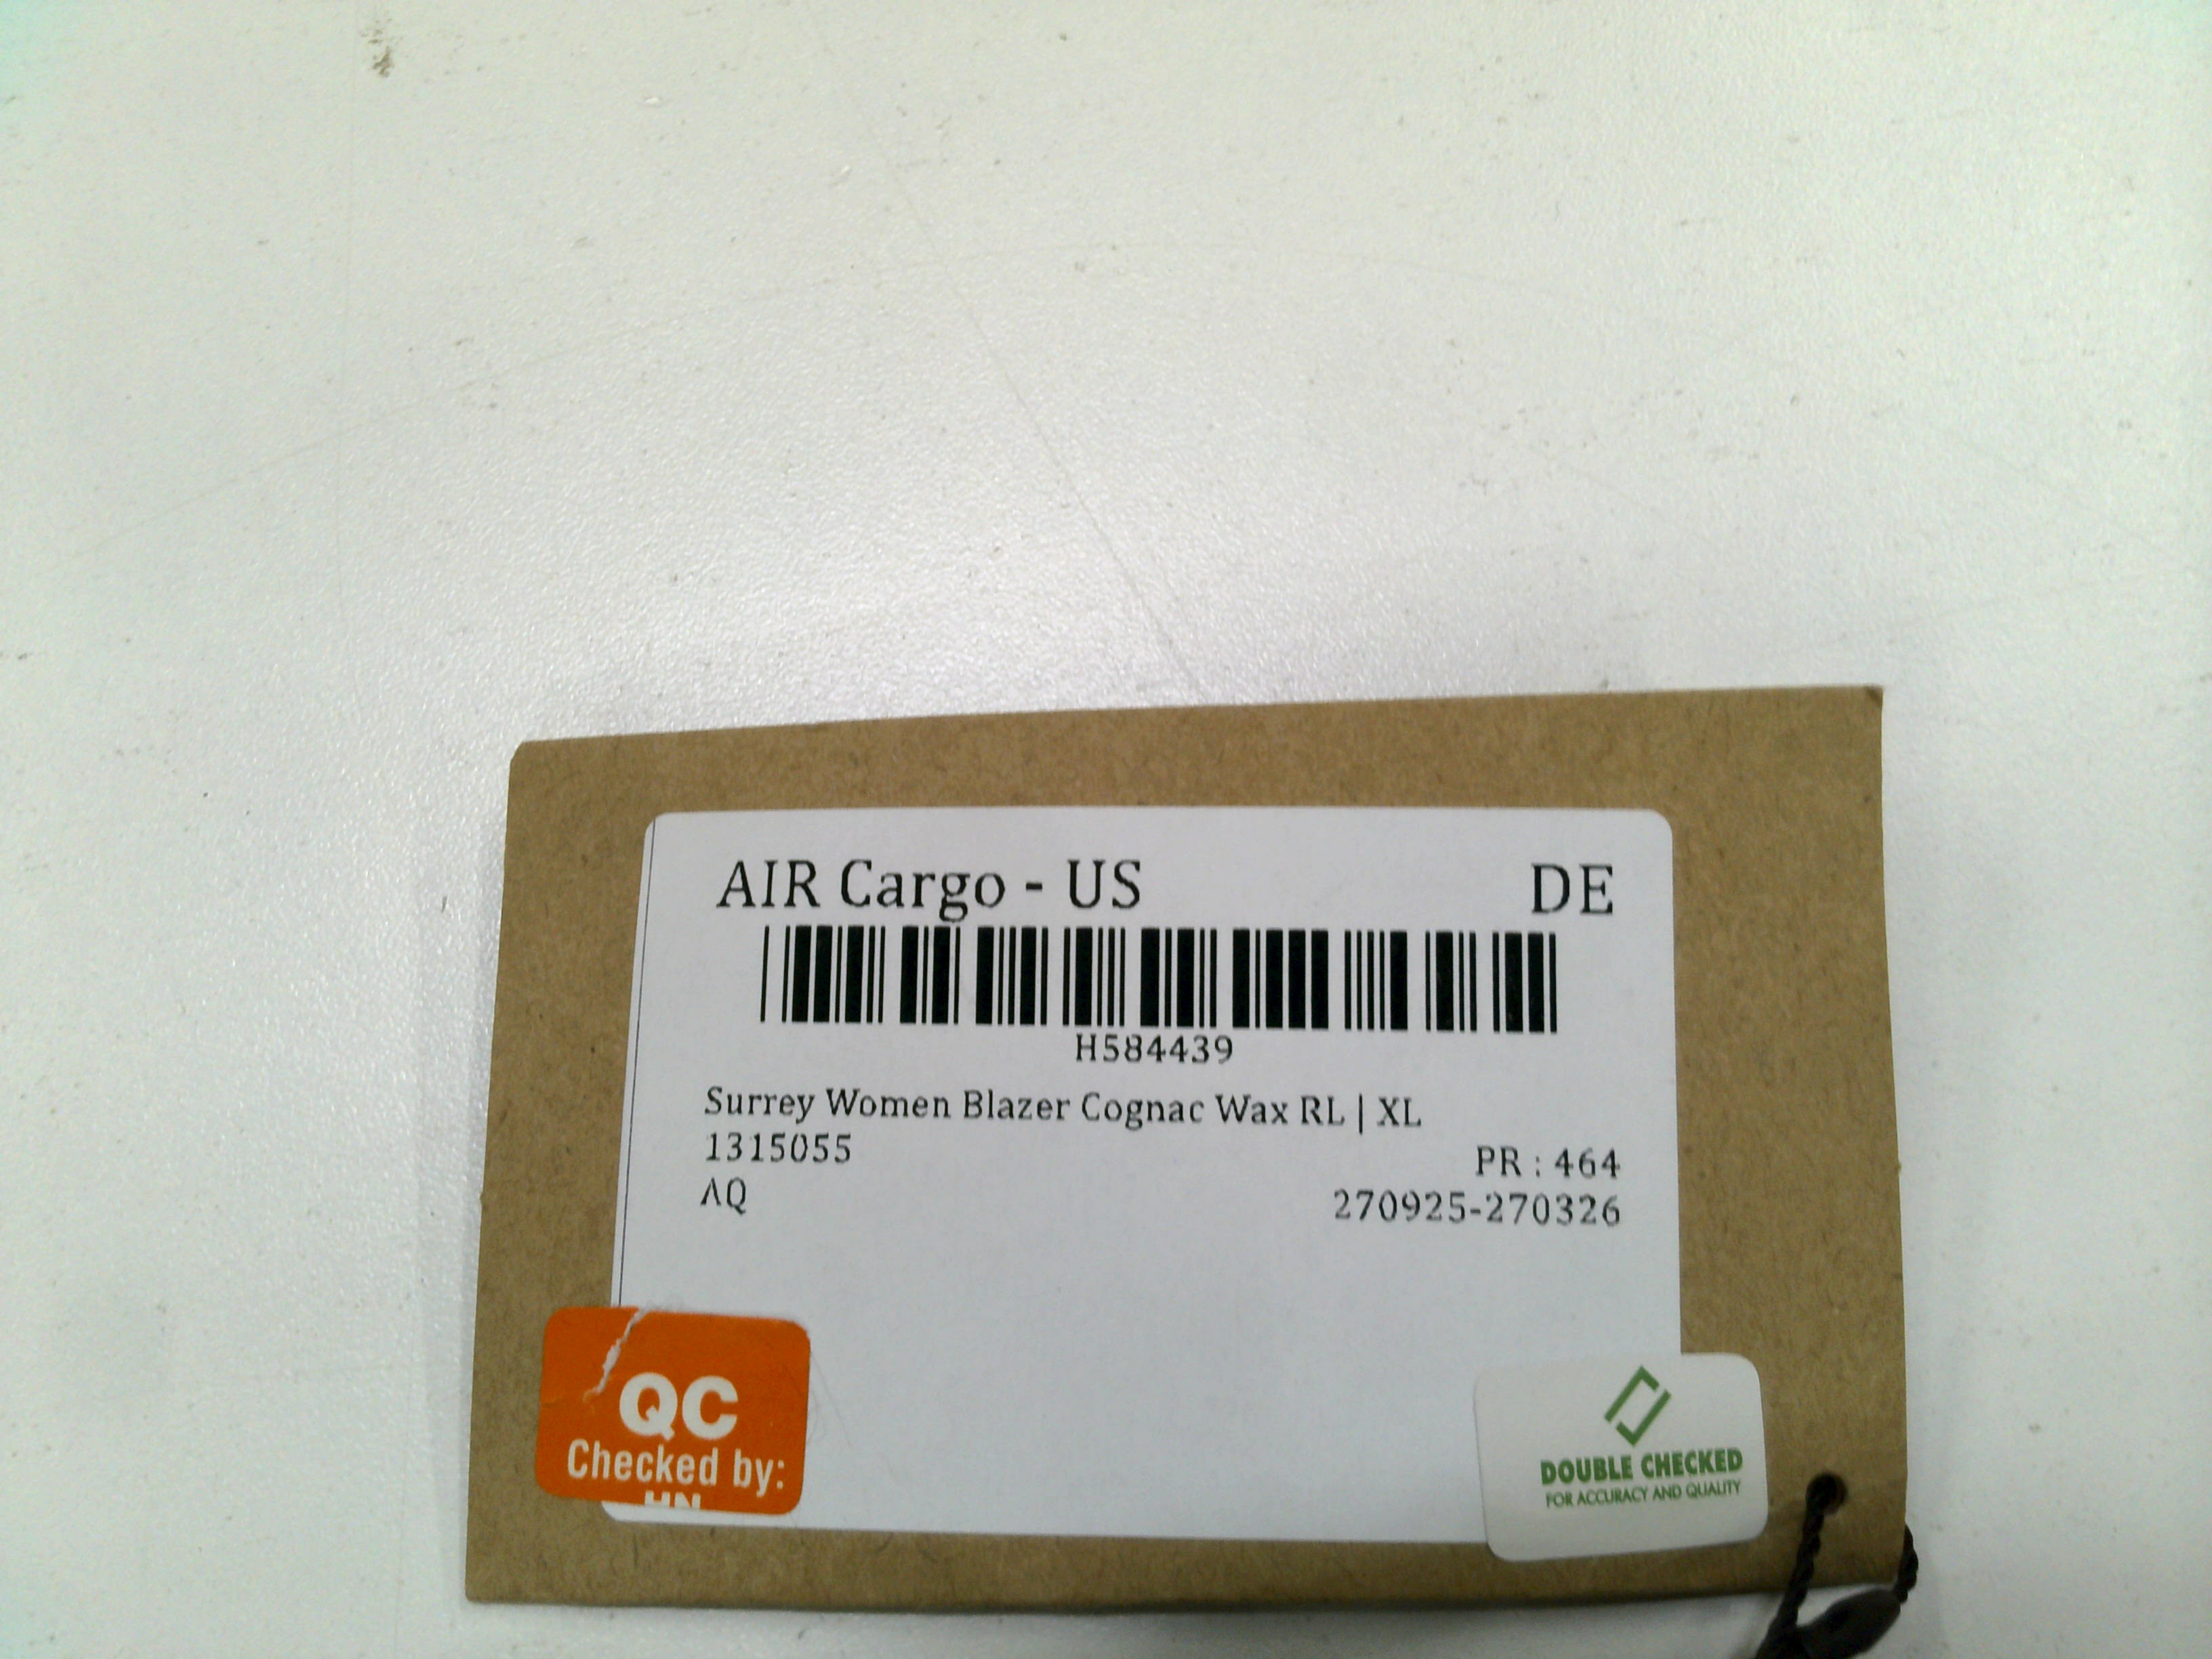 AIR Cargo - US DE
H584439
Surrey Women Blazer Cognac Wax RL | XL
1315055
PR : 464
AQ
270925-270326
QC
Checked by:
HN
DOUBLE CHECKED
FOR ACCURACY AND QUALITY